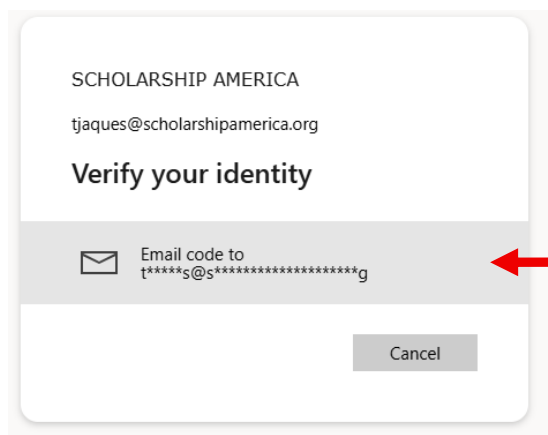 SCHOLARSHIP AMERICA
tjaques@scholarshipamerica.org
Verify your identity
Email code to
t*****s@s********************g
Cancel